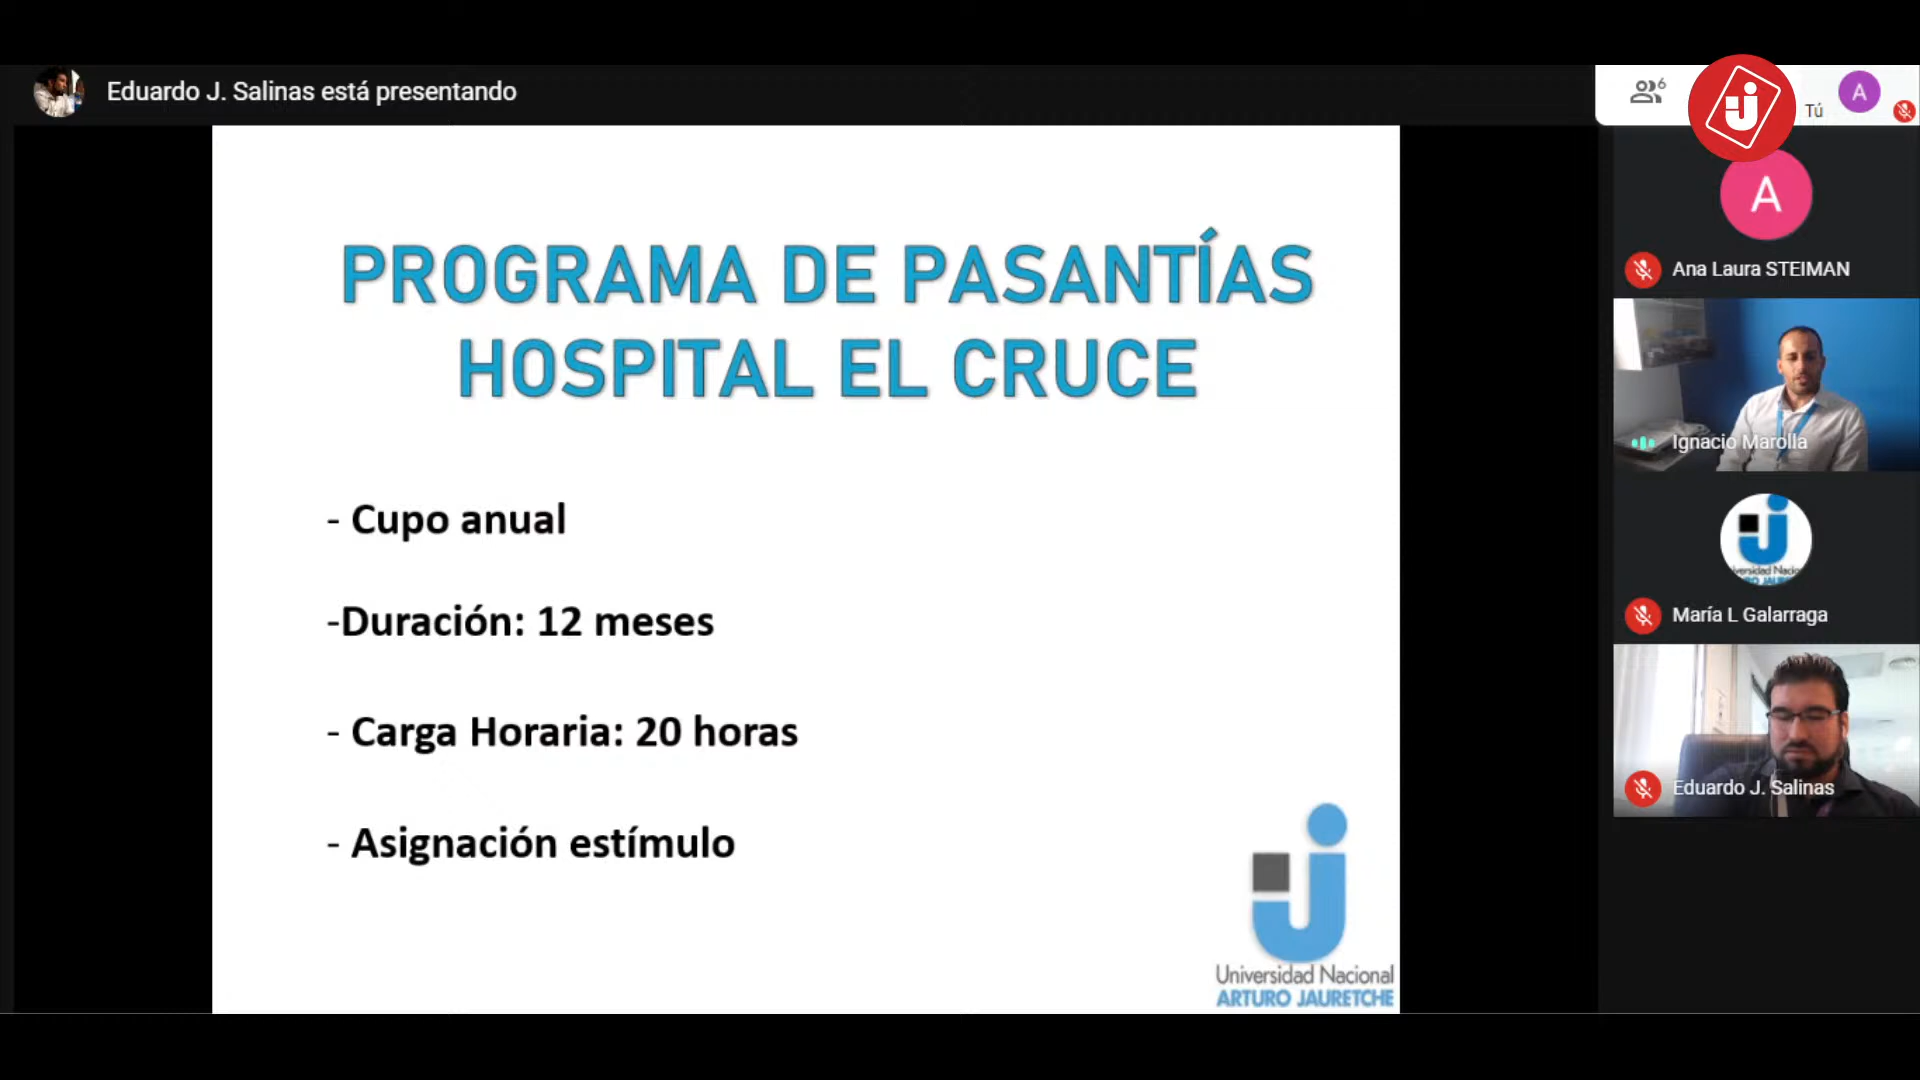 Eduardo J. Salinas está presentando
6
Tú
A
A
Ana Laura STEIMAN
Ignacio Marolla
María L Galarraga
Eduardo J. Salinas
PROGRAMA DE PASANTÍAS
HOSPITAL EL CRUCE
- Cupo anual
-Duración: 12 meses
- Carga Horaria: 20 horas
- Asignación estímulo
Universidad Nacional
ARTURO JAURETCHE